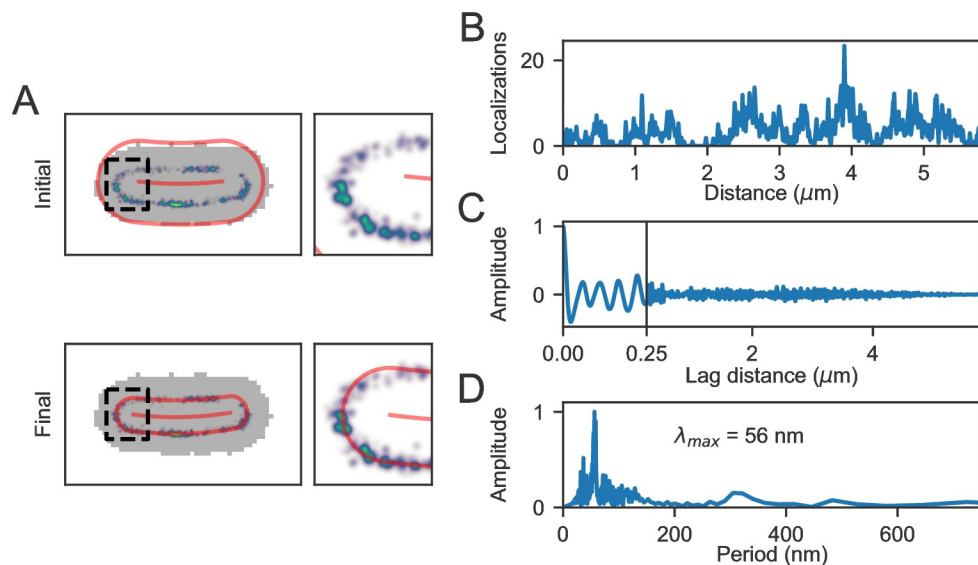 A
Initial
Final
B
Localizations
20
0
0 1 2 3 4 5
Distance (μm)
C
Amplitude
1
0
0.00 0.25 2 4
Lag distance (μm)
D
Amplitude
1
0
λmax = 56 nm
0 200 400 600
Period (nm)